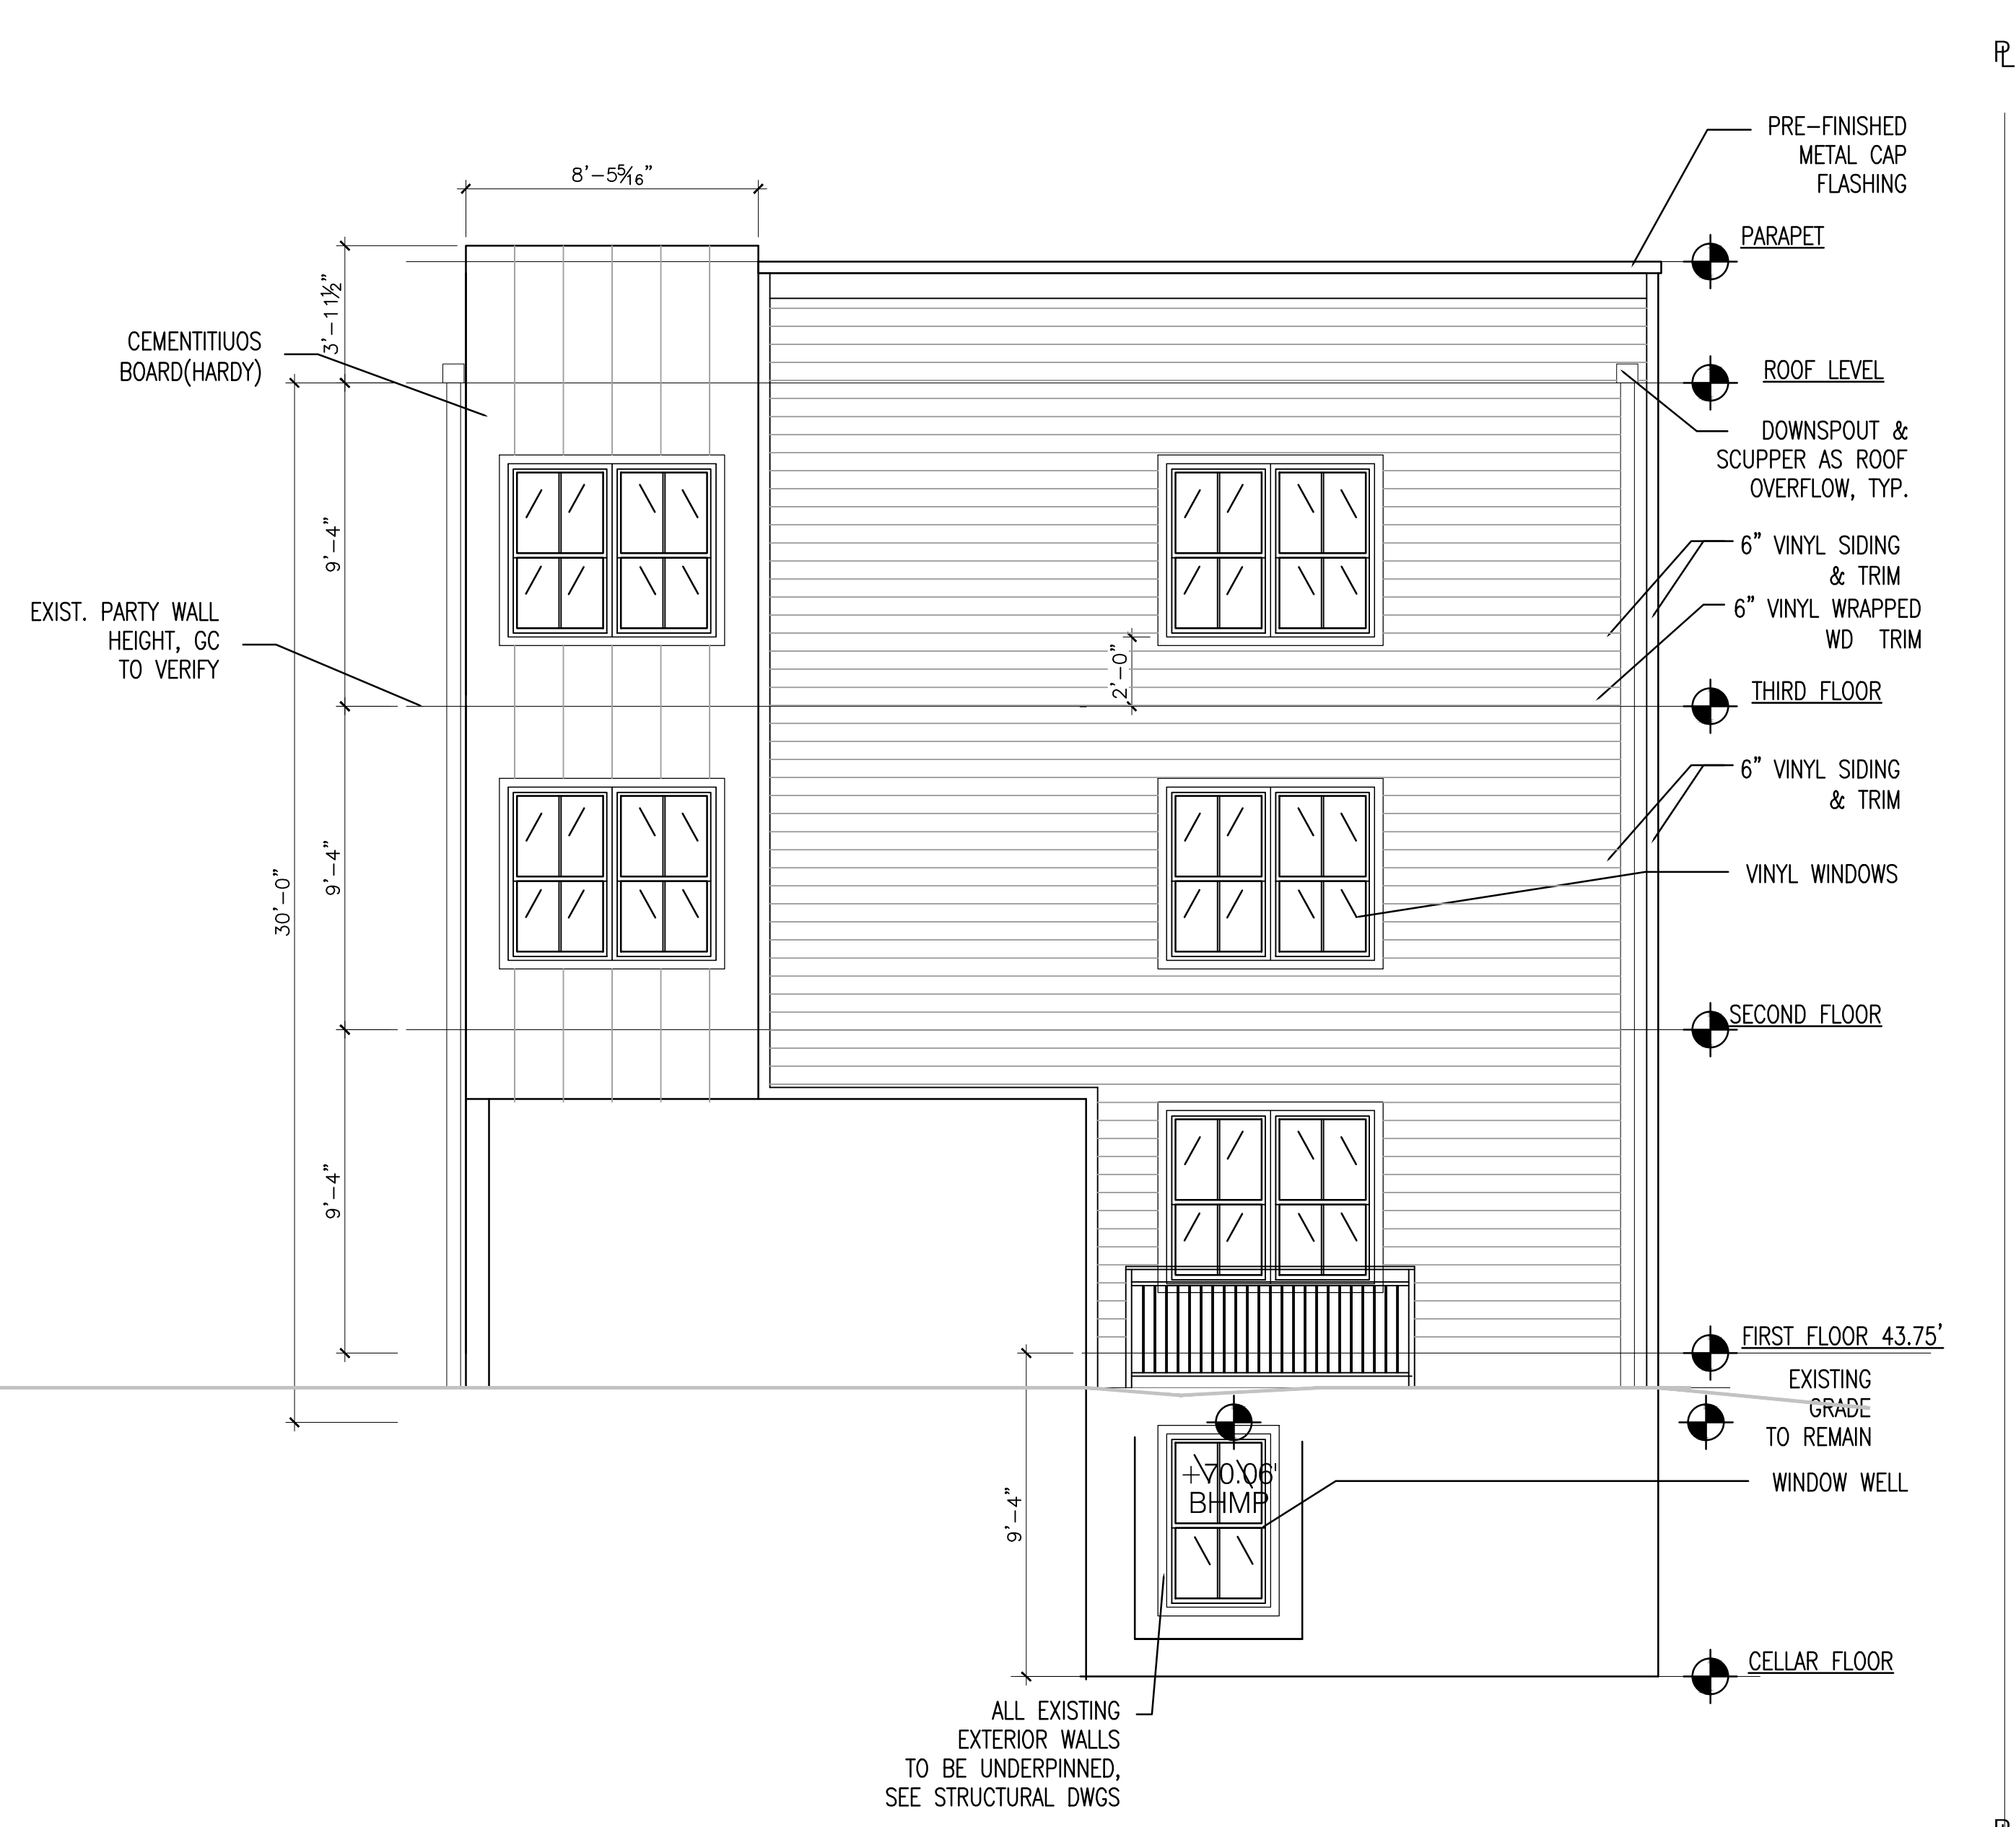 PL
PRE-FINISHED
METAL CAP
FLASHING
8'-5 5/16"
PARAPET
3'-11 1/2"
CEMENTITIUOS
BOARD(HARDY)
ROOF LEVEL
DOWNSPOUT &
SCUPPER AS ROOF
OVERFLOW, TYP.
9'-4"
6" VINYL SIDING
& TRIM
6" VINYL WRAPPED
WD TRIM
EXIST. PARTY WALL
HEIGHT, GC
TO VERIFY
2'-0"
THIRD FLOOR
6" VINYL SIDING
& TRIM
9'-4"
30'-0"
VINYL WINDOWS
SECOND FLOOR
9'-4"
FIRST FLOOR 43.75'
EXISTING
GRADE
TO REMAIN
+70.06'
BHMP
WINDOW WELL
9'-4"
CELLAR FLOOR
ALL EXISTING
EXTERIOR WALLS
TO BE UNDERPINNED,
SEE STRUCTURAL DWGS